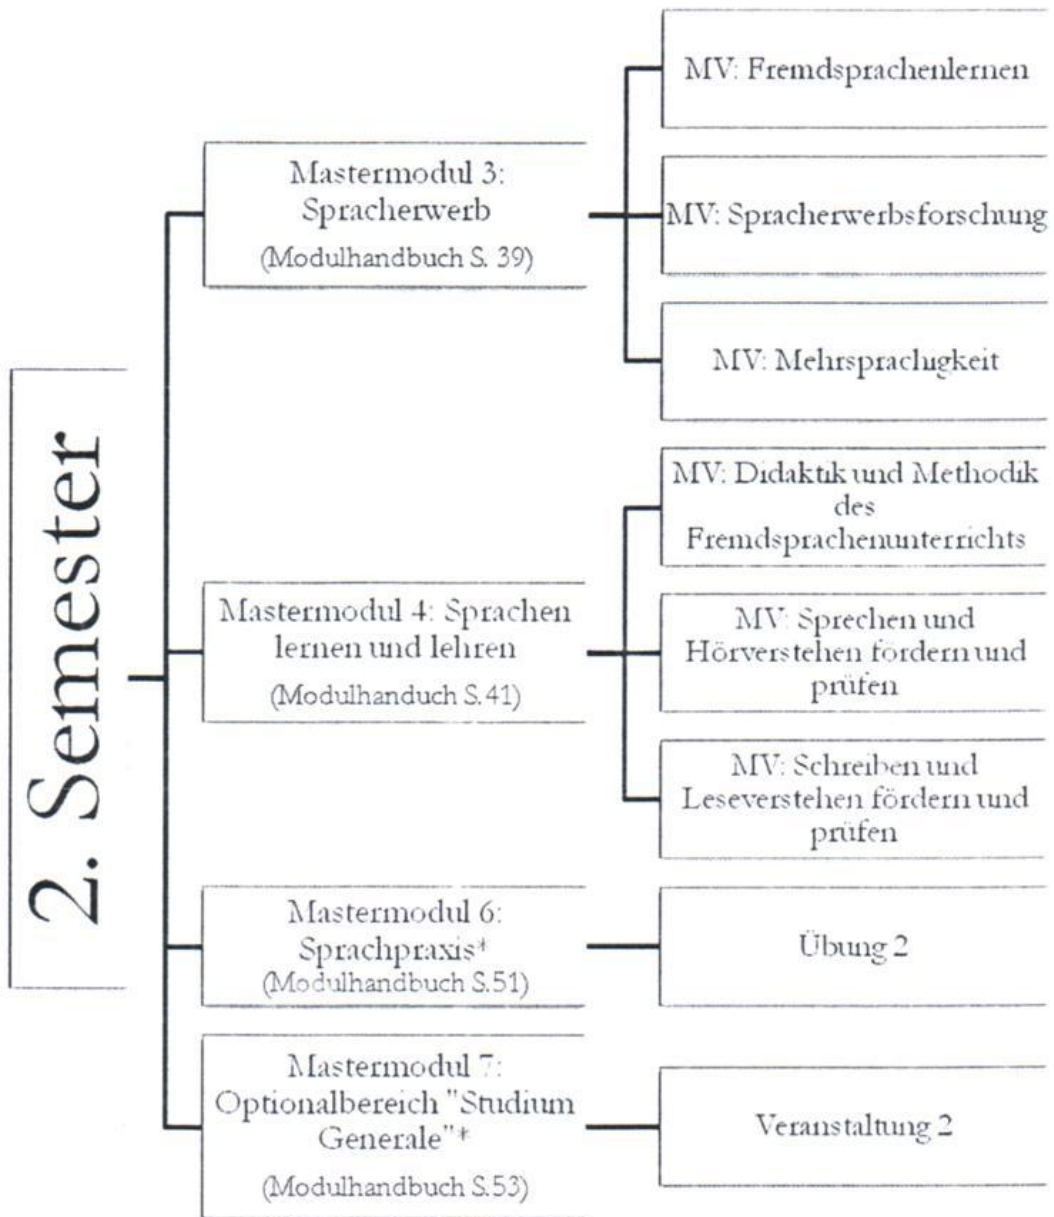 2. Semester
Mastermodul 3:
Spracherwerb
(Modulhandbuch S. 39)
MV: Fremdsprachenlernen
MV: Spracherwerbsforschung
MV: Mehrsprachigkeit
Mastermodul 4: Sprachen
lernen und lehren
(Modulhanduch S.41)
MV: Didaktik und Methodik
des
Fremdsprachenunterrichts
MV: Sprechen und
Hörverstehen fördern und
prüfen
MV: Schreiben und
Leseverstehen fördern und
prüfen
Mastermodul 6:
Sprachpraxis*
(Modulhandbuch S.51)
Übung 2
Mastermodul 7:
Optionalbereich "Studium
Generale"*
(Modulhandbuch S.53)
Veranstaltung 2